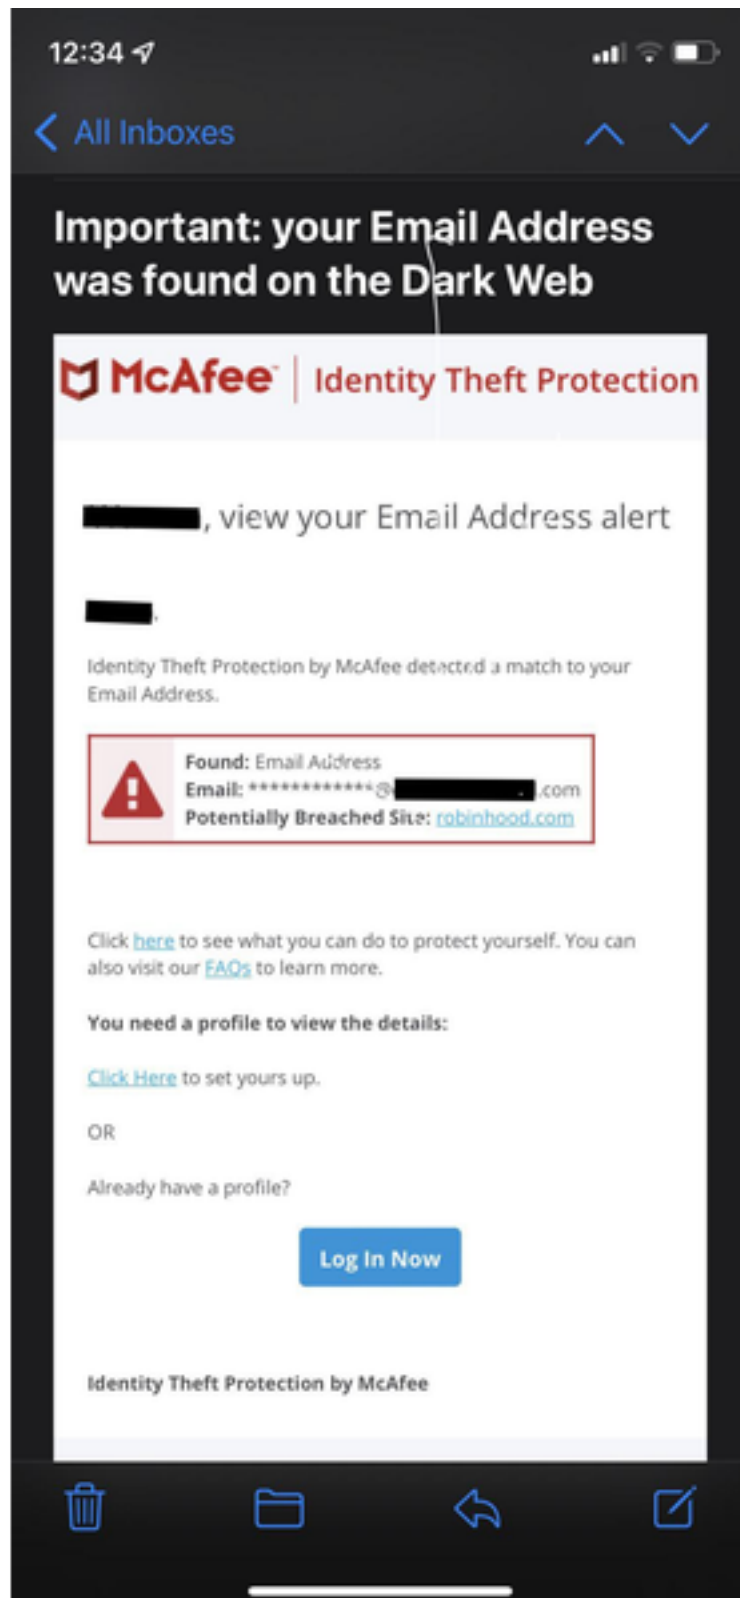 12:34
All Inboxes
Important: your Email Address
was found on the Dark Web
McAfee™ | Identity Theft Protection
, view your Email Address alert
,
Identity Theft Protection by McAfee detected a match to your
Email Address.
Found: Email Address
Email: ************@ .com
Potentially Breached Site: robinhood.com
Click here to see what you can do to protect yourself. You can
also visit our FAQs to learn more.
You need a profile to view the details:
Click Here to set yours up.
OR
Already have a profile?
Log In Now
Identity Theft Protection by McAfee